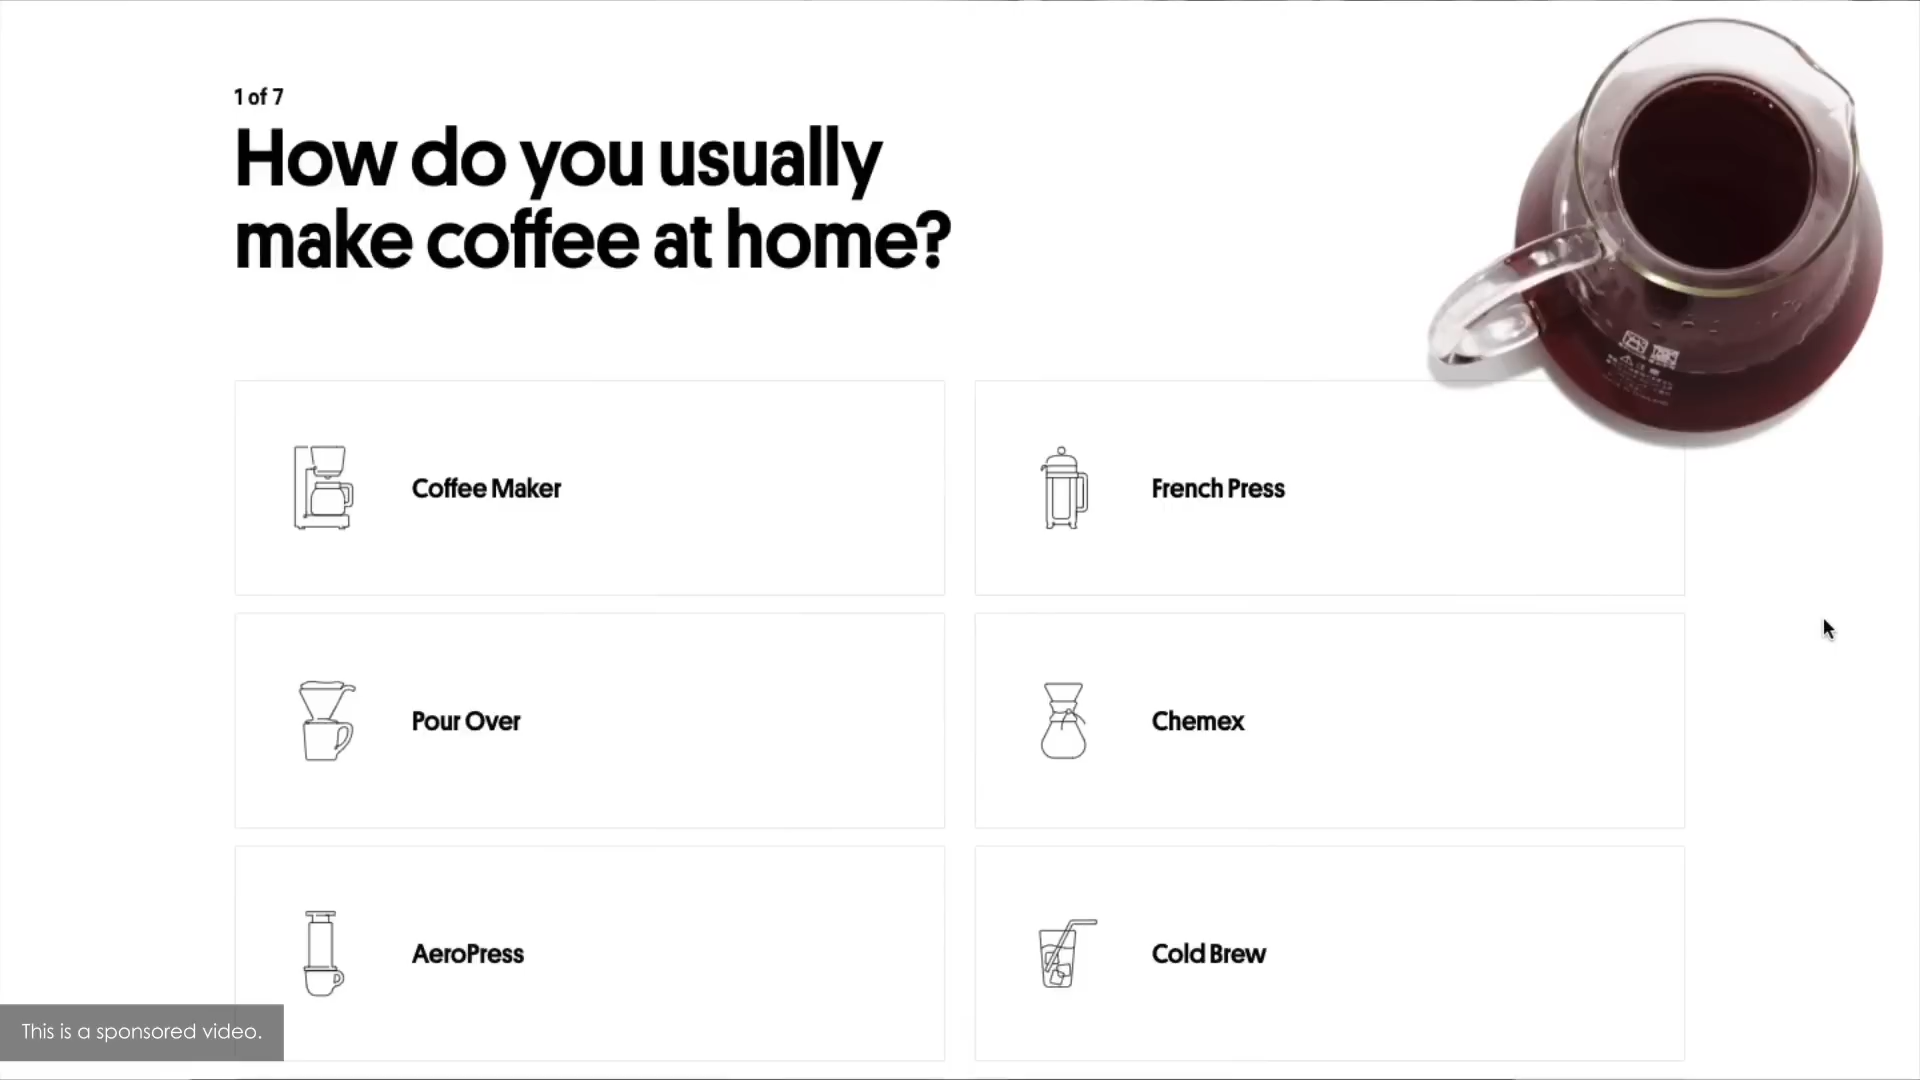 1 of 7
How do you usually
make coffee at home?
Coffee Maker
French Press
Pour Over
Chemex
AeroPress
Cold Brew
This is a sponsored video.